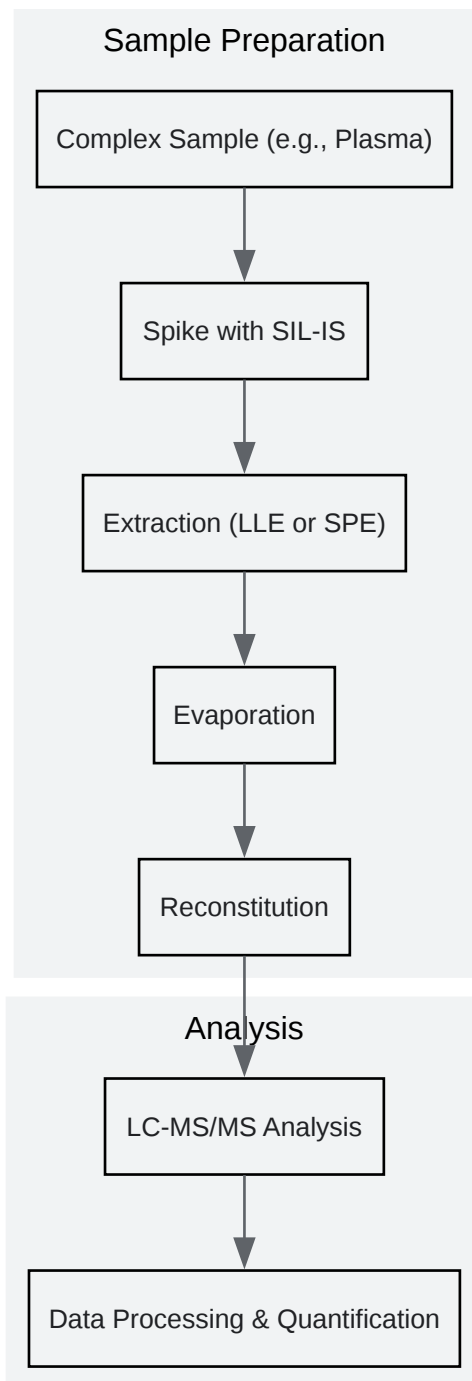 Sample Preparation
Complex Sample (e.g., Plasma)
Spike with SIL-IS
Extraction (LLE or SPE)
Evaporation
Reconstitution
Analysis
LC-MS/MS Analysis
Data Processing & Quantification